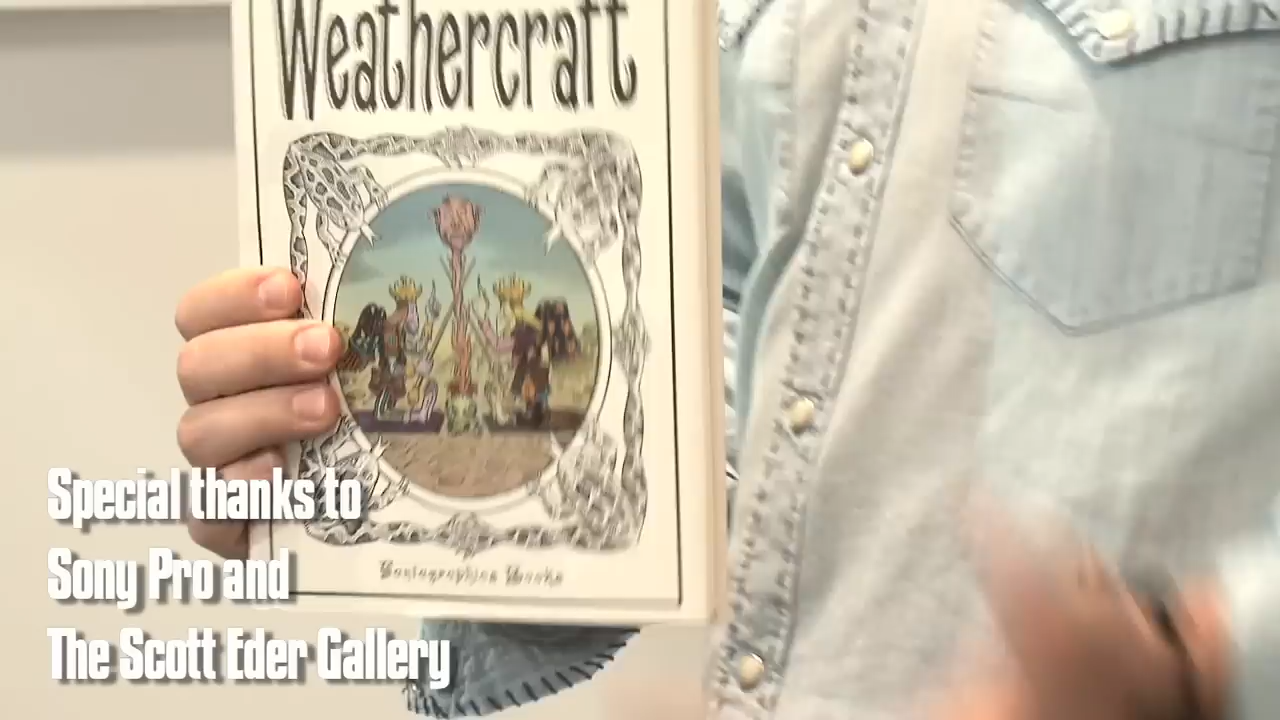 Weathercraft
Fantagraphics Books
Special thanks to
Sony Pro and
The Scott Eder Gallery